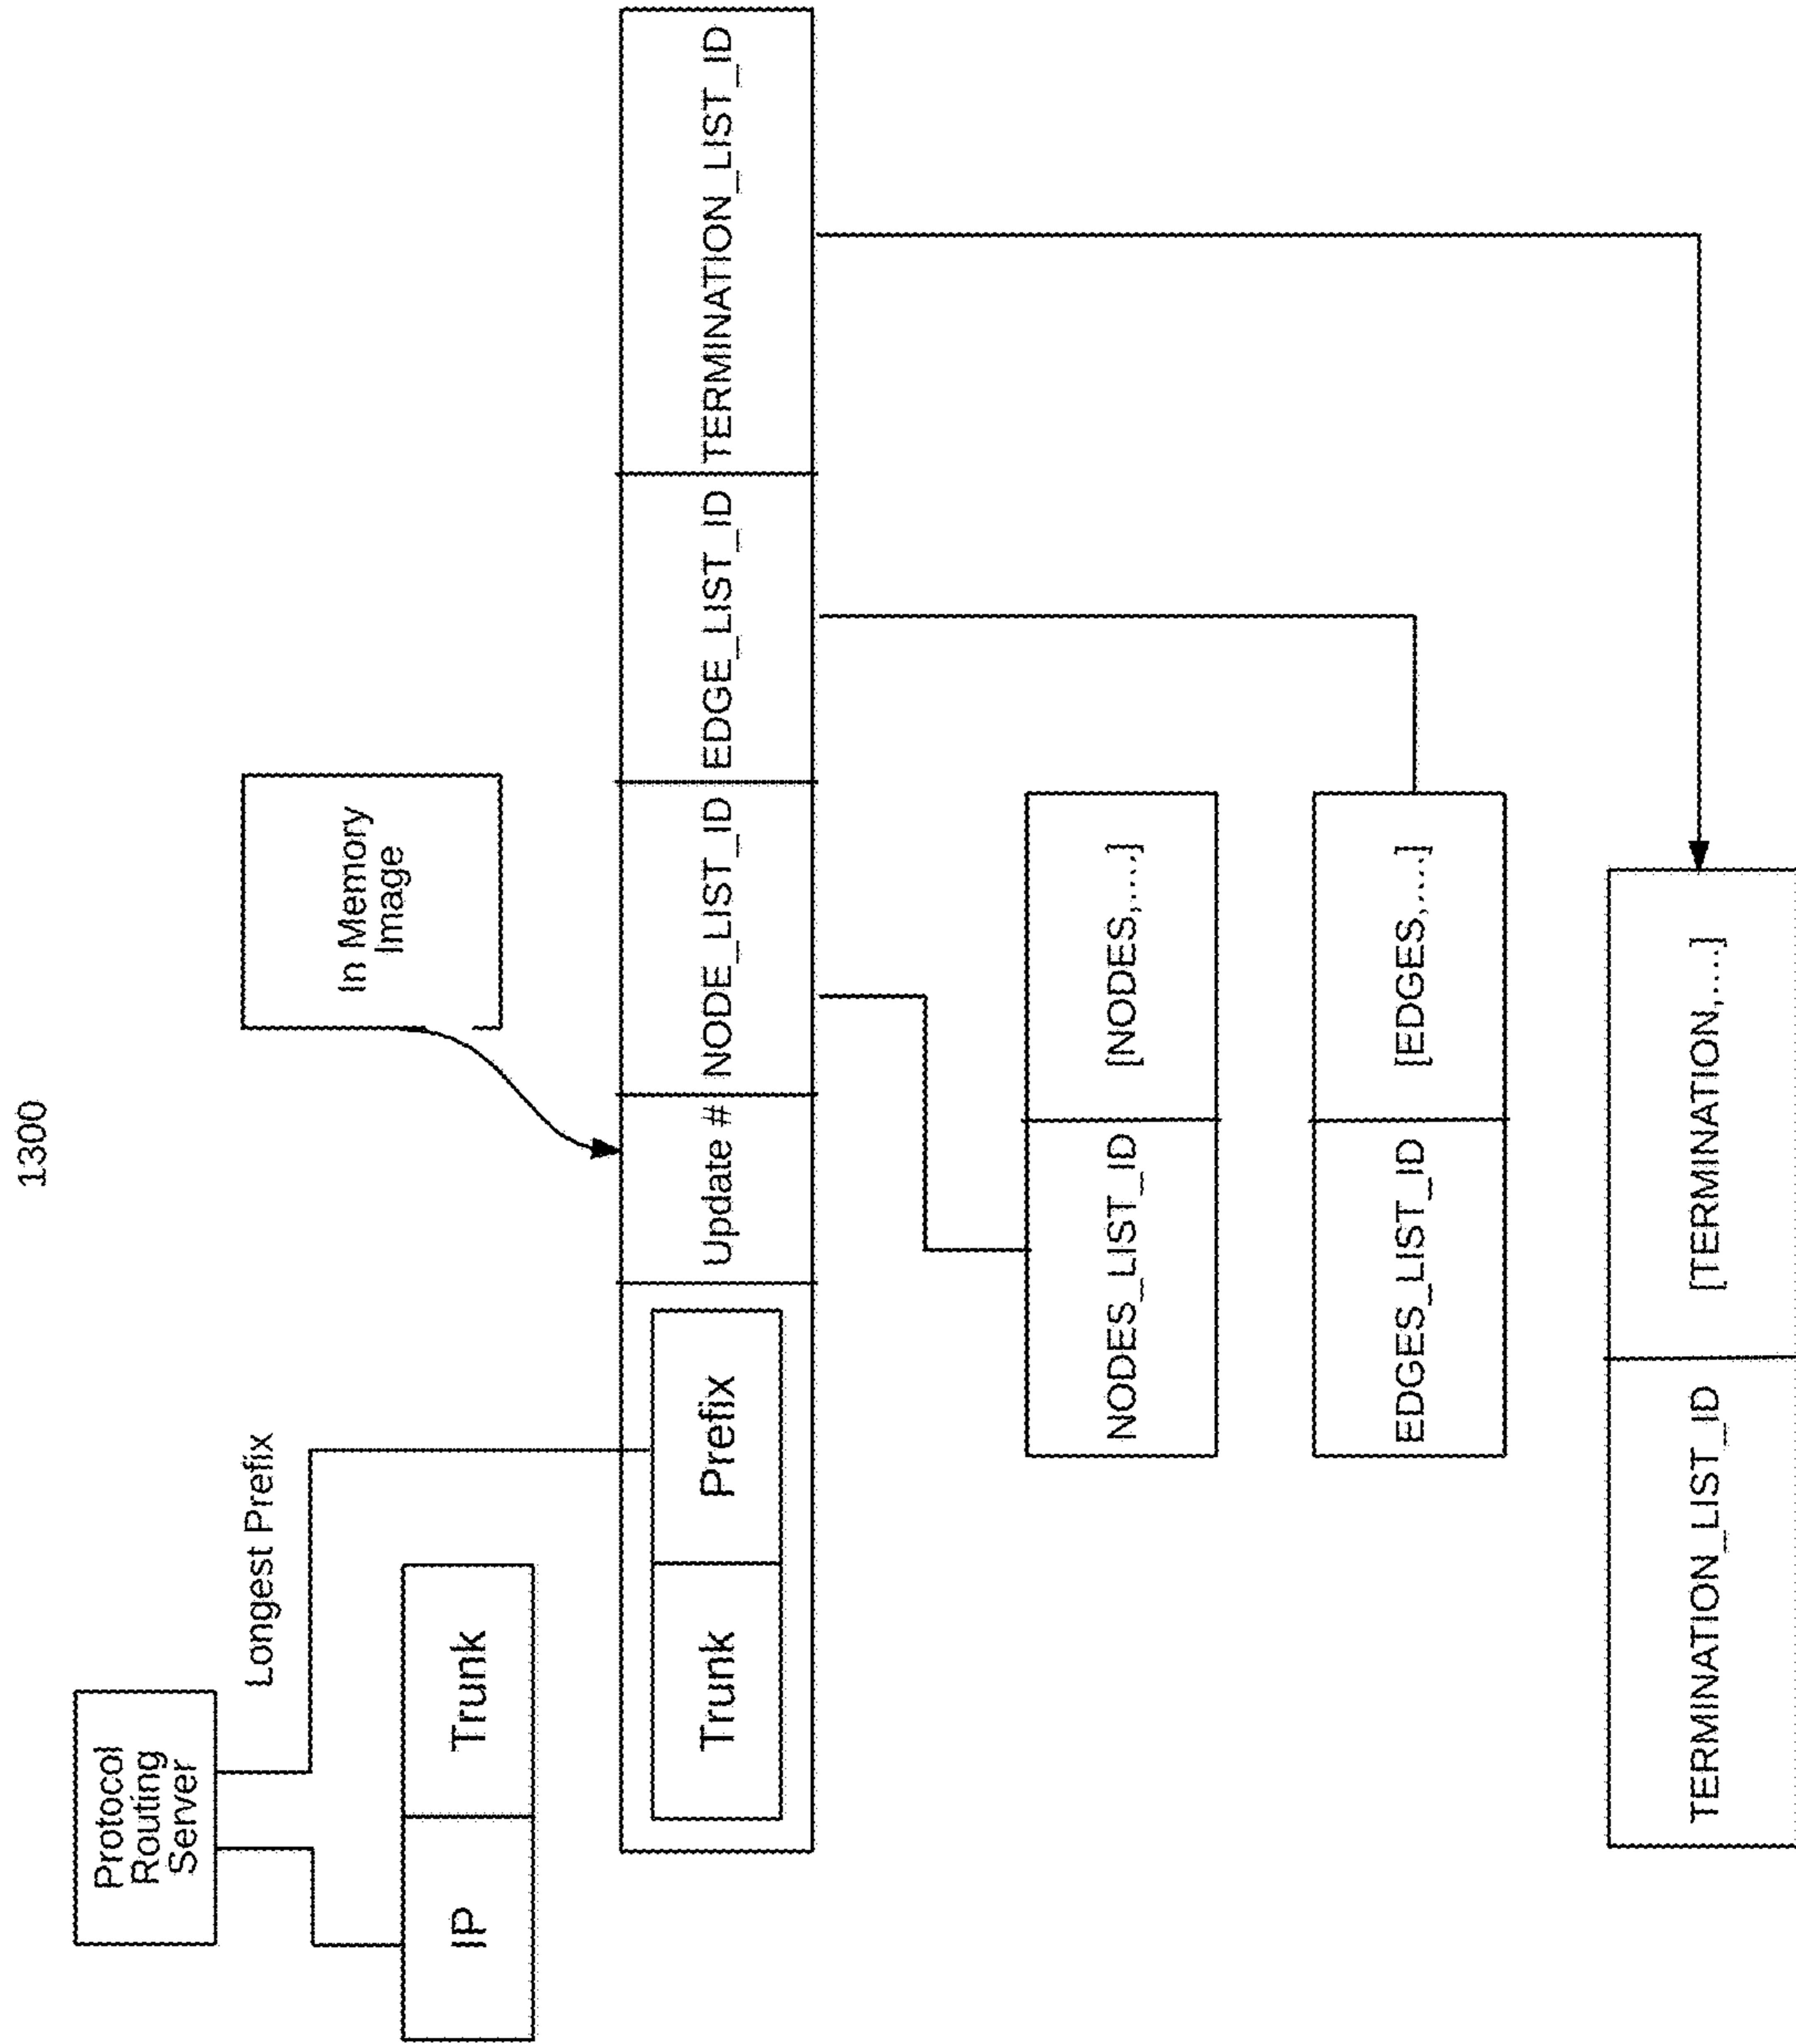 1300
Protocol
Routing
Server
Longest Prefix
In Memory
Image
IP
Trunk
Trunk
Prefix
Update #
NODE_LIST_ID
EDGE_LIST_ID
TERMINATION_LIST_ID
NODES_LIST_ID
[NODES,....]
EDGES_LIST_ID
[EDGES,....]
TERMINATION_LIST_ID
[TERMINATION,....]